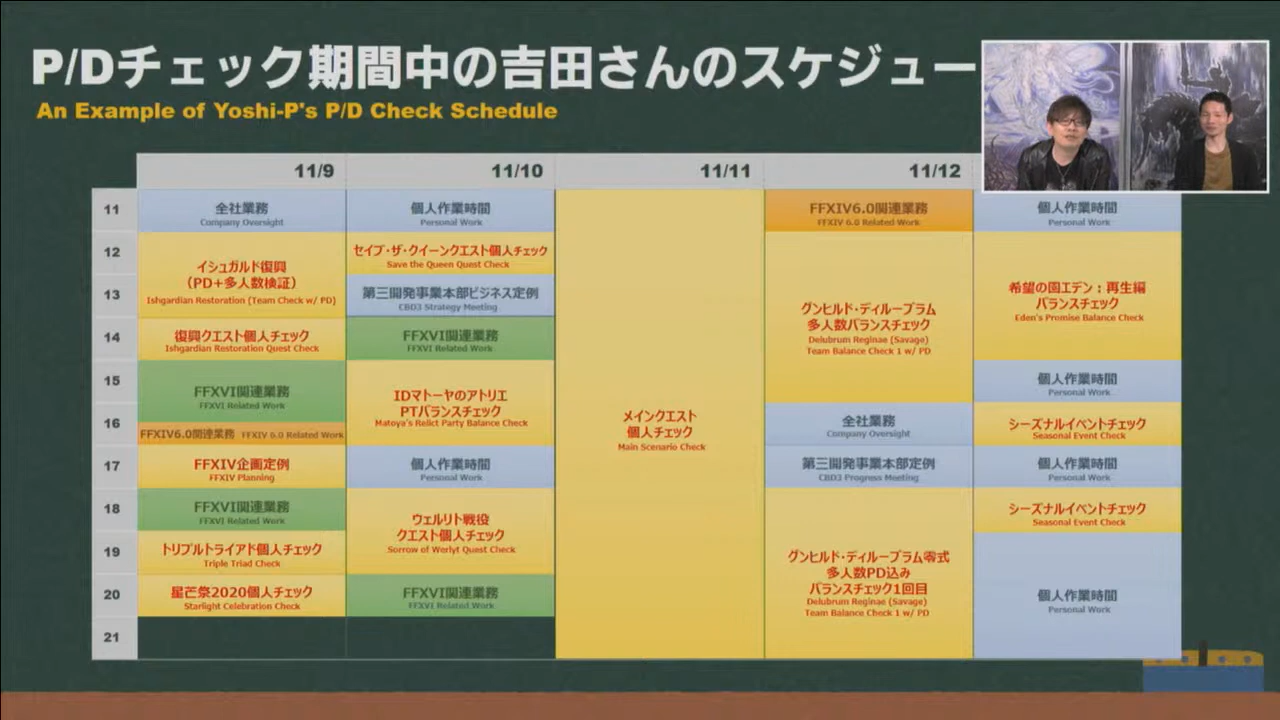 P/Dチェック期間中の吉田さんのスケジュー
An Example of Yoshi-P's P/D Check Schedule
11/9
11/10
11/11
11/12
11
12
13
14
15
16
17
18
19
20
21
全社業務
Company Oversight
イシュガルド復興
（PD+多人数検証）
Ishgardian Restoration (Team Check w/ PD)
復興クエスト個人チェック
Ishgardian Restoration Quest Check
FFXVI関連業務
FFXVI Related Work
FFXIV6.0関連業務 FFXIV 6.0 Related Work
FFXIV企画定例
FFXIV Planning
FFXVI関連業務
FFXVI Related Work
トリプルトライアド個人チェック
Triple Triad Check
星芒祭2020個人チェック
Starlight Celebration Check
個人作業時間
Personal Work
セイブ・ザ・クイーンクエスト個人チェック
Save the Queen Quest Check
第三開発事業本部ビジネス定例
CBD3 Strategy Meeting
FFXVI関連業務
FFXVI Related Work
IDマトーヤのアトリエ
PTバランスチェック
Matoya's Relict Party Balance Check
個人作業時間
Personal Work
ウェルリト戦役
クエスト個人チェック
Sorrow of Werlyt Quest Check
FFXVI関連業務
FFXVI Related Work
メインクエスト
個人チェック
Main Scenario Check
FFXIV6.0関連業務
FFXIV 6.0 Related Work
グンヒルド・ディルーブラム
多人数バランスチェック
Delubrum Reginae (Savage)
Team Balance Check 1 w/ PD
全社業務
Company Oversight
第三開発事業本部定例
CBD3 Progress Meeting
グンヒルド・ディルーブラム零式
多人数PD込み
バランスチェック1回目
Delubrum Reginae (Savage)
Team Balance Check 1 w/ PD
個人作業時間
Personal Work
希望の園エデン：再生編
バランスチェック
Eden's Promise Balance Check
個人作業時間
Personal Work
シーズナルイベントチェック
Seasonal Event Check
個人作業時間
Personal Work
シーズナルイベントチェック
Seasonal Event Check
個人作業時間
Personal Work